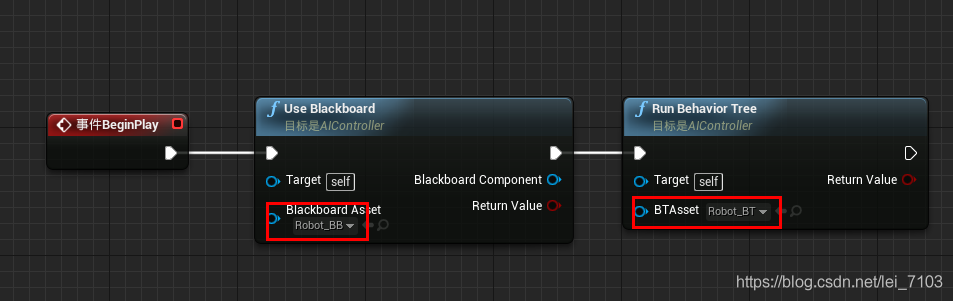 事件BeginPlay
Use Blackboard
目标是AIController
Target self
Blackboard Component
Blackboard Asset
Robot_BB
Return Value
Run Behavior Tree
目标是AIController
Target self
Return Value
BTAsset Robot_BT
https://blog.csdn.net/lei_7103